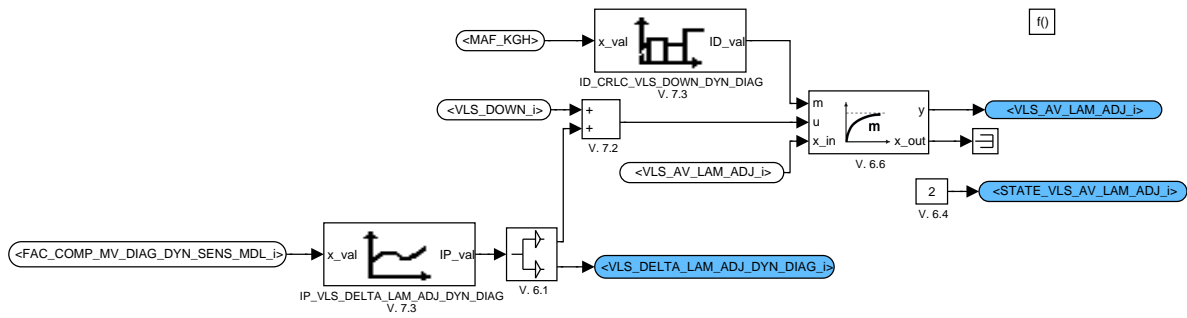 f()
<MAF_KGH>
x_val
ID_val
ID_CRLC_VLS_DOWN_DYN_DIAG
V. 7.3
<VLS_DOWN_i>
+
+
V. 7.2
m
u
x_in
m
y
x_out
V. 6.6
<VLS_AV_LAM_ADJ_i>
<VLS_AV_LAM_ADJ_i>
2
V. 6.4
<STATE_VLS_AV_LAM_ADJ_i>
<FAC_COMP_MV_DIAG_DYN_SENS_MDL_i>
x_val
IP_val
IP_VLS_DELTA_LAM_ADJ_DYN_DIAG
V. 7.3
V. 6.1
<VLS_DELTA_LAM_ADJ_DYN_DIAG_i>